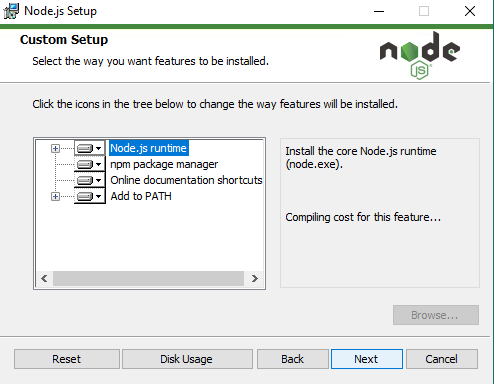 Node.js Setup
Custom Setup
Select the way you want features to be installed.
node
JS
Click the icons in the tree below to change the way features will be installed.
Node.js runtime
npm package manager
Online documentation shortcuts
Add to PATH
Install the core Node.js runtime
(node.exe).
Compiling cost for this feature...
Browse...
Reset
Disk Usage
Back
Next
Cancel